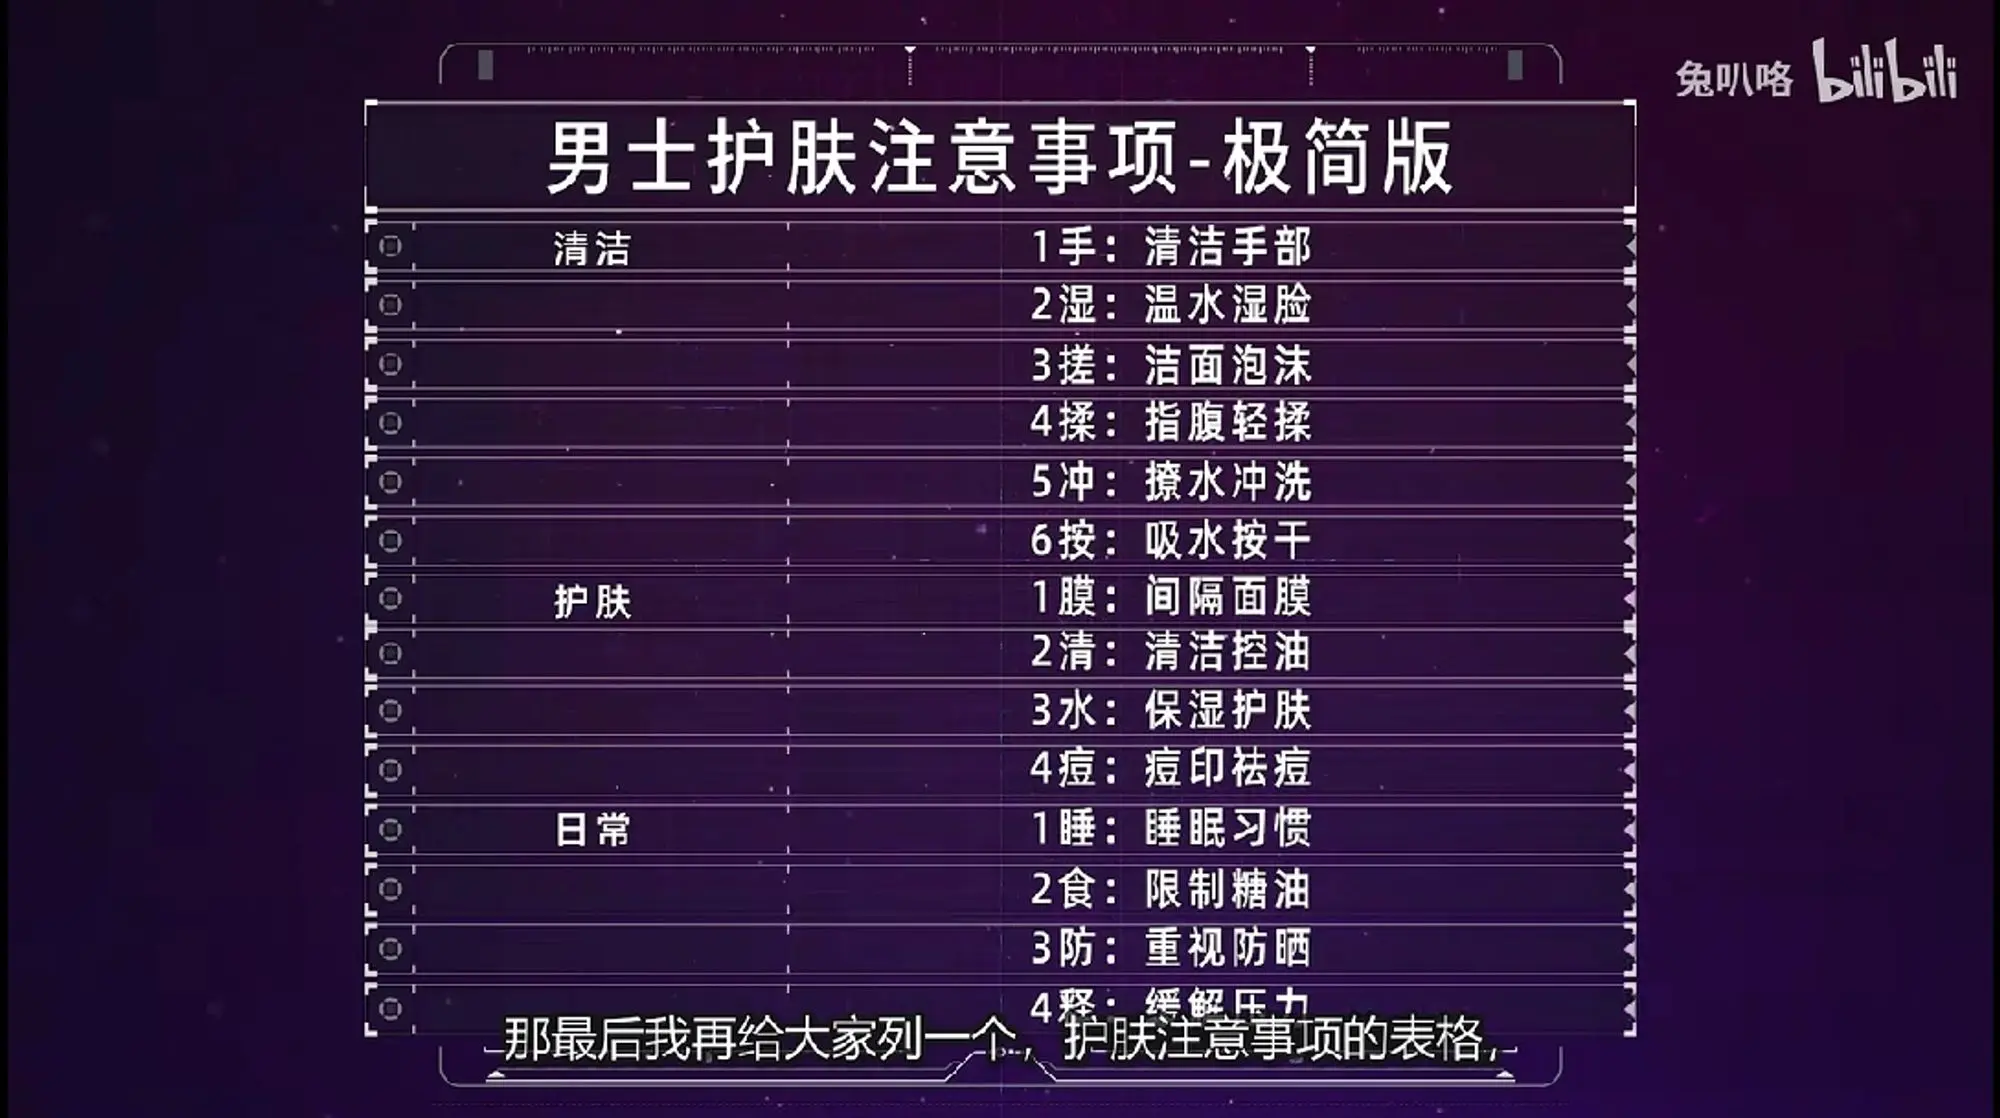 兔叭咯 bilibili
男士护肤注意事项-极简版
清洁 1手：清洁手部
2湿：温水湿脸
3搓：洁面泡沫
4揉：指腹轻揉
5冲：撩水冲洗
6按：吸水按干
护肤 1膜：间隔面膜
2清：清洁控油
3水：保湿护肤
4痘：痘印祛痘
日常 1睡：睡眠习惯
2食：限制糖油
3防：重视防晒
4释：缓解压力
那最后我再给大家列一个，护肤注意事项的表格，